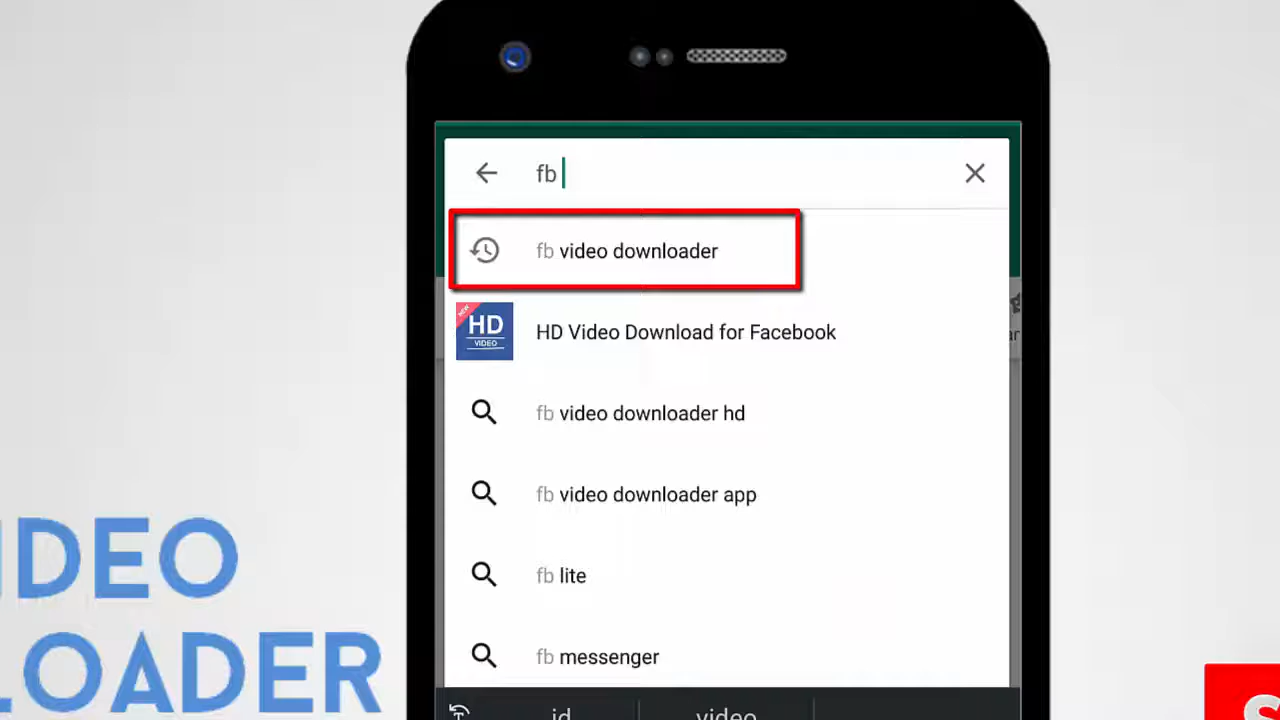 fb
fb video downloader
NEW
HD
VIDEO
HD Video Download for Facebook
fb video downloader hd
fb video downloader app
fb lite
fb messenger
id video
IDEO
LOADER
S